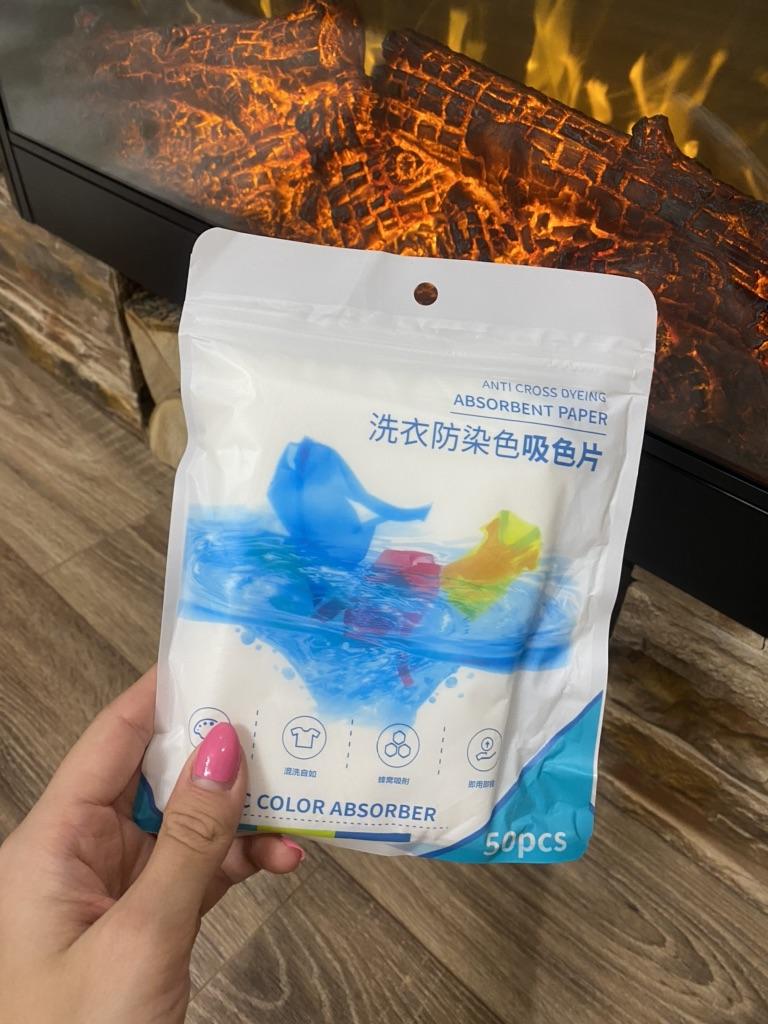 ANTI CROSS DYEING
ABSORBENT PAPER
洗衣防染色吸色片
混洗自如
蜂窝吸附
COLOR ABSORBER
50pcs